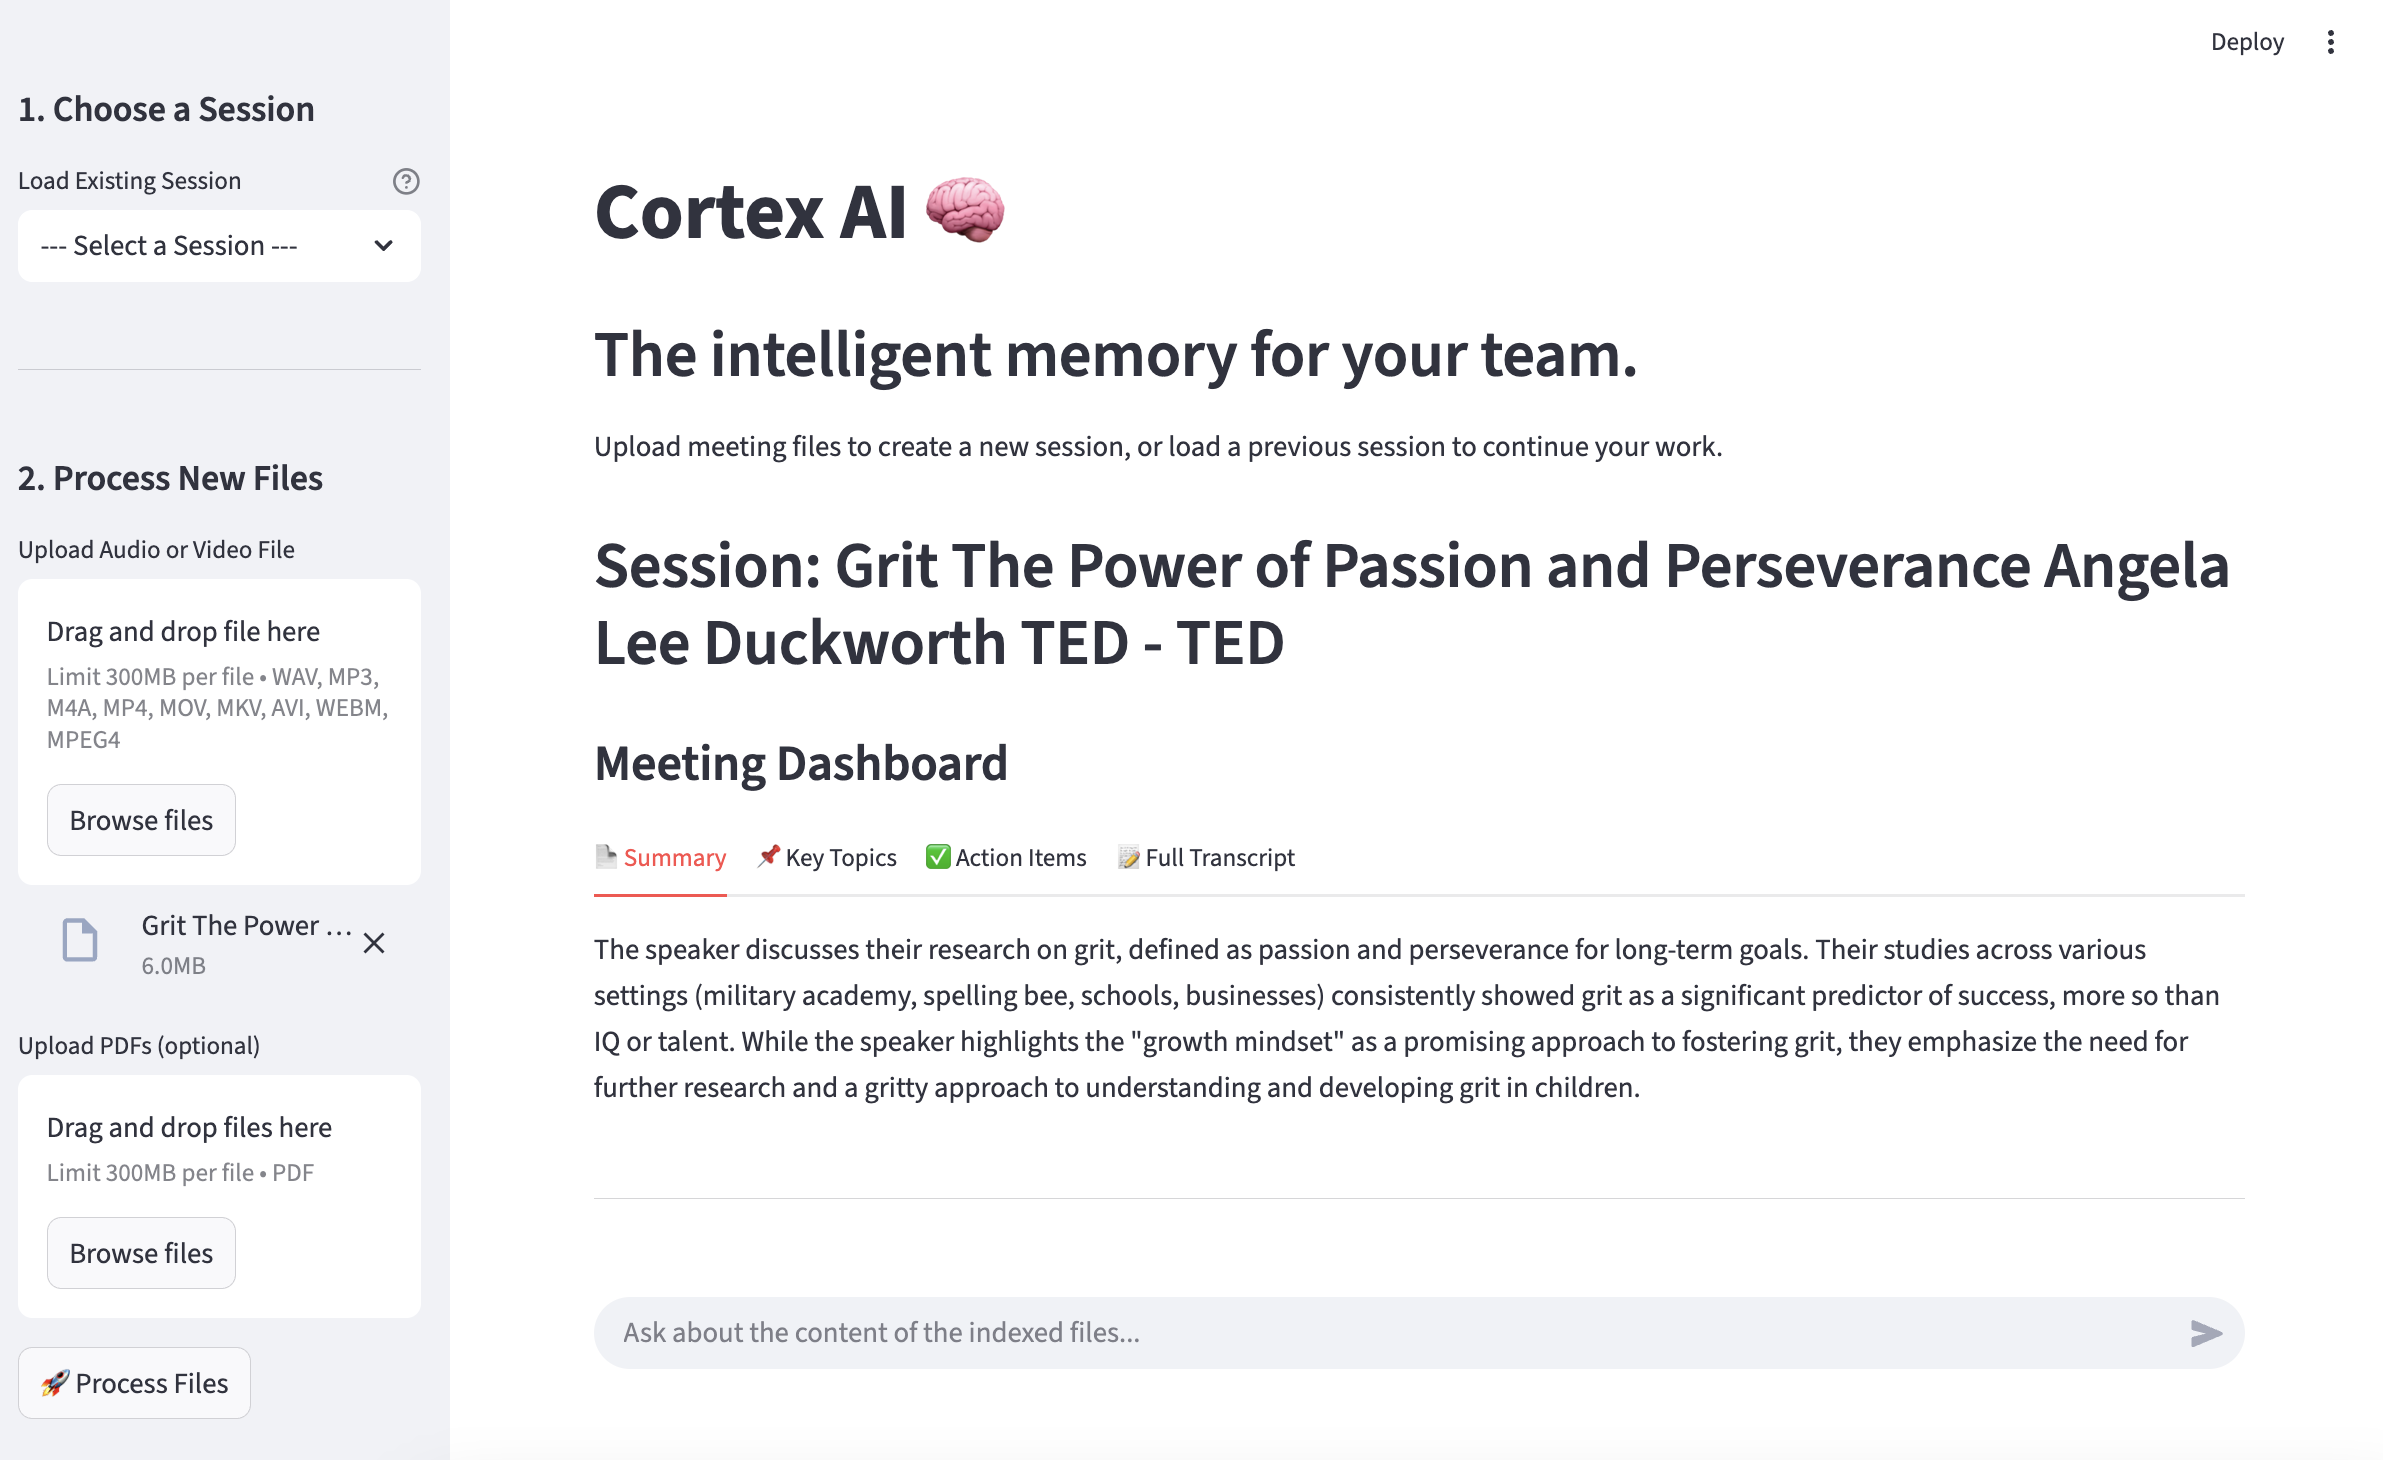 1. Choose a Session
Load Existing Session
--- Select a Session ---
2. Process New Files
Upload Audio or Video File
Drag and drop file here
Limit 300MB per file • WAV, MP3,
M4A, MP4, MOV, MKV, AVI, WEBM,
MPEG4
Browse files
Grit The Power ...
6.0MB
Upload PDFs (optional)
Drag and drop files here
Limit 300MB per file • PDF
Browse files
🚀 Process Files
Deploy
Cortex AI 🧠
The intelligent memory for your team.
Upload meeting files to create a new session, or load a previous session to continue your work.
Session: Grit The Power of Passion and Perseverance Angela
Lee Duckworth TED - TED
Meeting Dashboard
📄 Summary 📌 Key Topics ✅ Action Items 📝 Full Transcript
The speaker discusses their research on grit, defined as passion and perseverance for long-term goals. Their studies across various
settings (military academy, spelling bee, schools, businesses) consistently showed grit as a significant predictor of success, more so than
IQ or talent. While the speaker highlights the "growth mindset" as a promising approach to fostering grit, they emphasize the need for
further research and a gritty approach to understanding and developing grit in children.
Ask about the content of the indexed files...